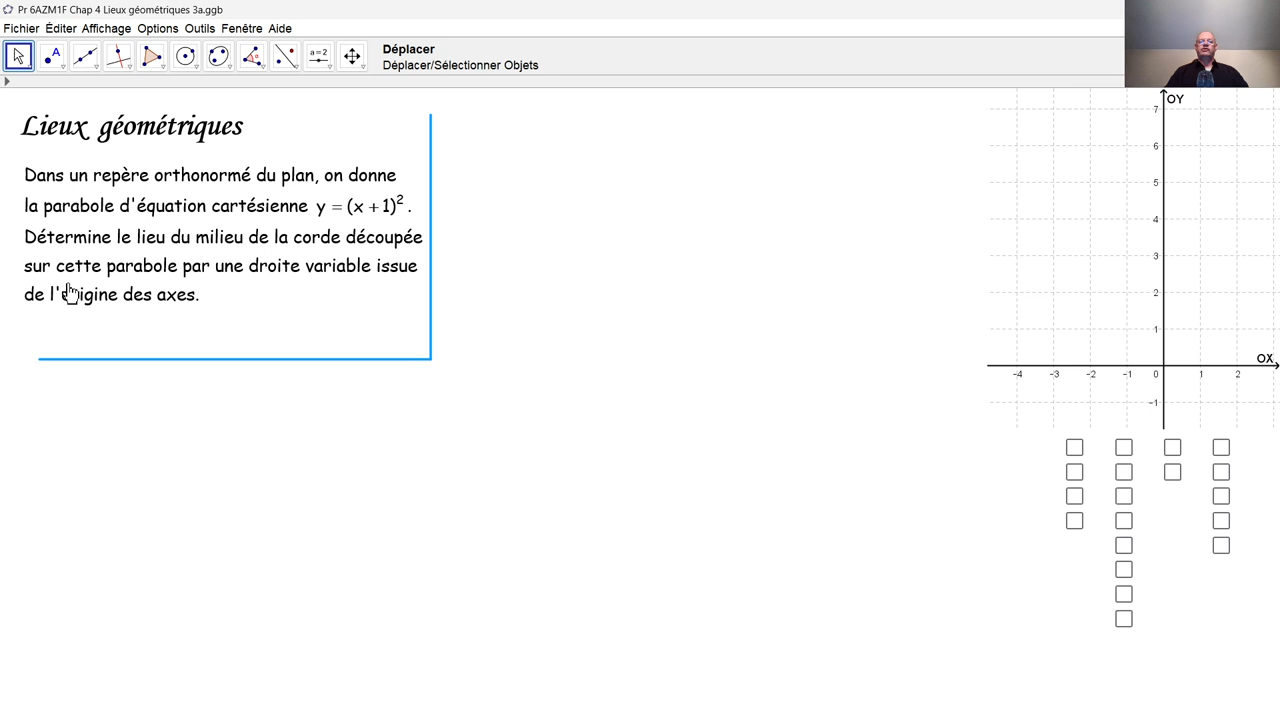 Pr 6AZM1F Chap 4 Lieux géométriques 3a.ggb
Fichier Éditer Affichage Options Outils Fenêtre Aide
A
a=2
Déplacer
Déplacer/Sélectionner Objets
Lieux géométriques
Dans un repère orthonormé du plan, on donne
la parabole d'équation cartésienne y = (x + 1)² .
Détermine le lieu du milieu de la corde découpée
sur cette parabole par une droite variable issue
de l'origine des axes.
OY
7
6
5
4
3
2
1
OX
-4 -3 -2 -1 0 1 2
-1